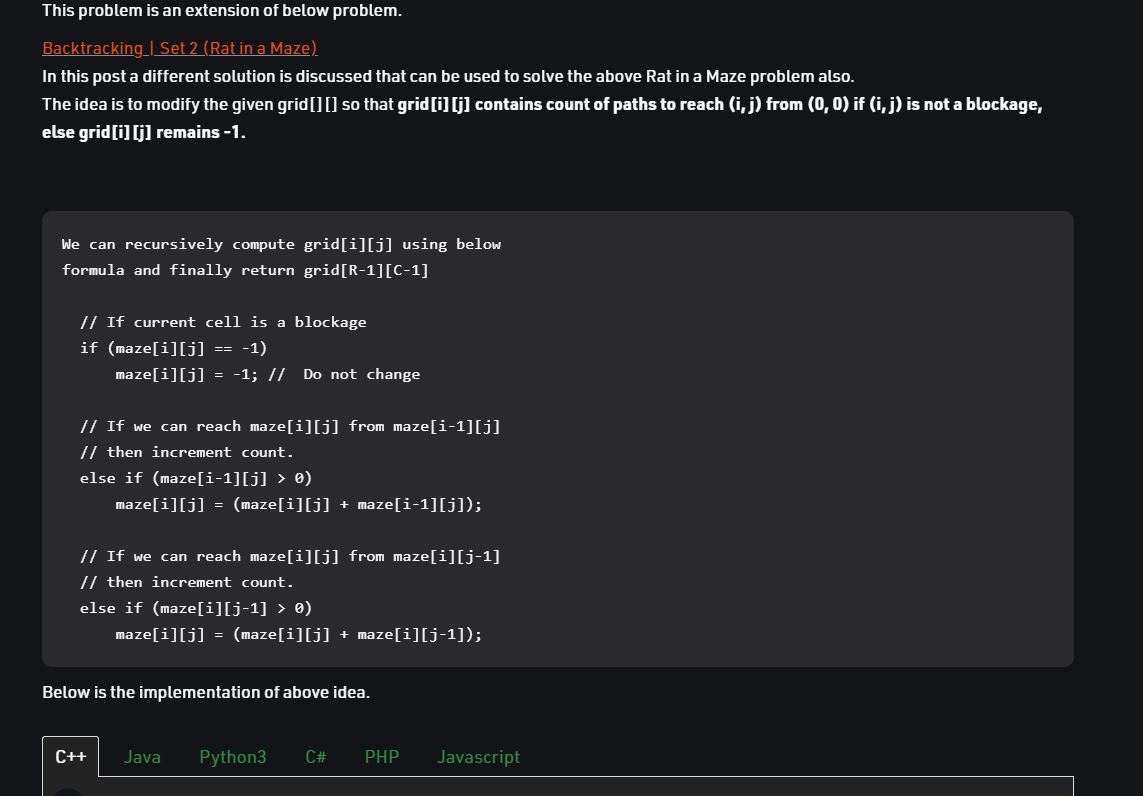 This problem is an extension of below problem.
Backtracking | Set 2 (Rat in a Maze)
In this post a different solution is discussed that can be used to solve the above Rat in a Maze problem also.
The idea is to modify the given grid[][] so that grid[i][j] contains count of paths to reach (i, j) from (0, 0) if (i, j) is not a blockage,
else grid[i][j] remains -1.
We can recursively compute grid[i][j] using below
formula and finally return grid[R-1][C-1]
// If current cell is a blockage
if (maze[i][j] == -1)
maze[i][j] = -1; //  Do not change
// If we can reach maze[i][j] from maze[i-1][j]
// then increment count.
else if (maze[i-1][j] > 0)
maze[i][j] = (maze[i][j] + maze[i-1][j]);
// If we can reach maze[i][j] from maze[i][j-1]
// then increment count.
else if (maze[i][j-1] > 0)
maze[i][j] = (maze[i][j] + maze[i][j-1]);
Below is the implementation of above idea.
C++ Java Python3 C# PHP Javascript